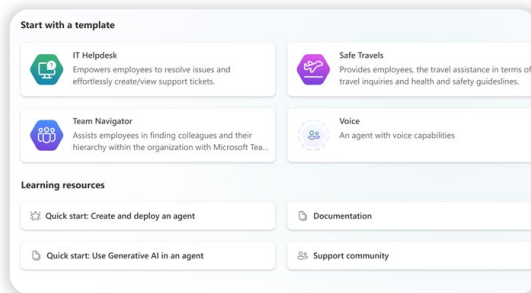 Start with a template
IT Helpdesk
Empowers employees to resolve issues and
effortlessly create/view support tickets.
Safe Travels
Provides employees, the travel assistance in terms of
travel inquiries and health and safety guideslines.
Team Navigator
Assists employees in finding colleagues and their
hierarchy within the organization with Microsoft Tea...
Voice
An agent with voice capabilities
Learning resources
Quick start: Create and deploy an agent
Documentation
Quick start: Use Generative AI in an agent
Support community